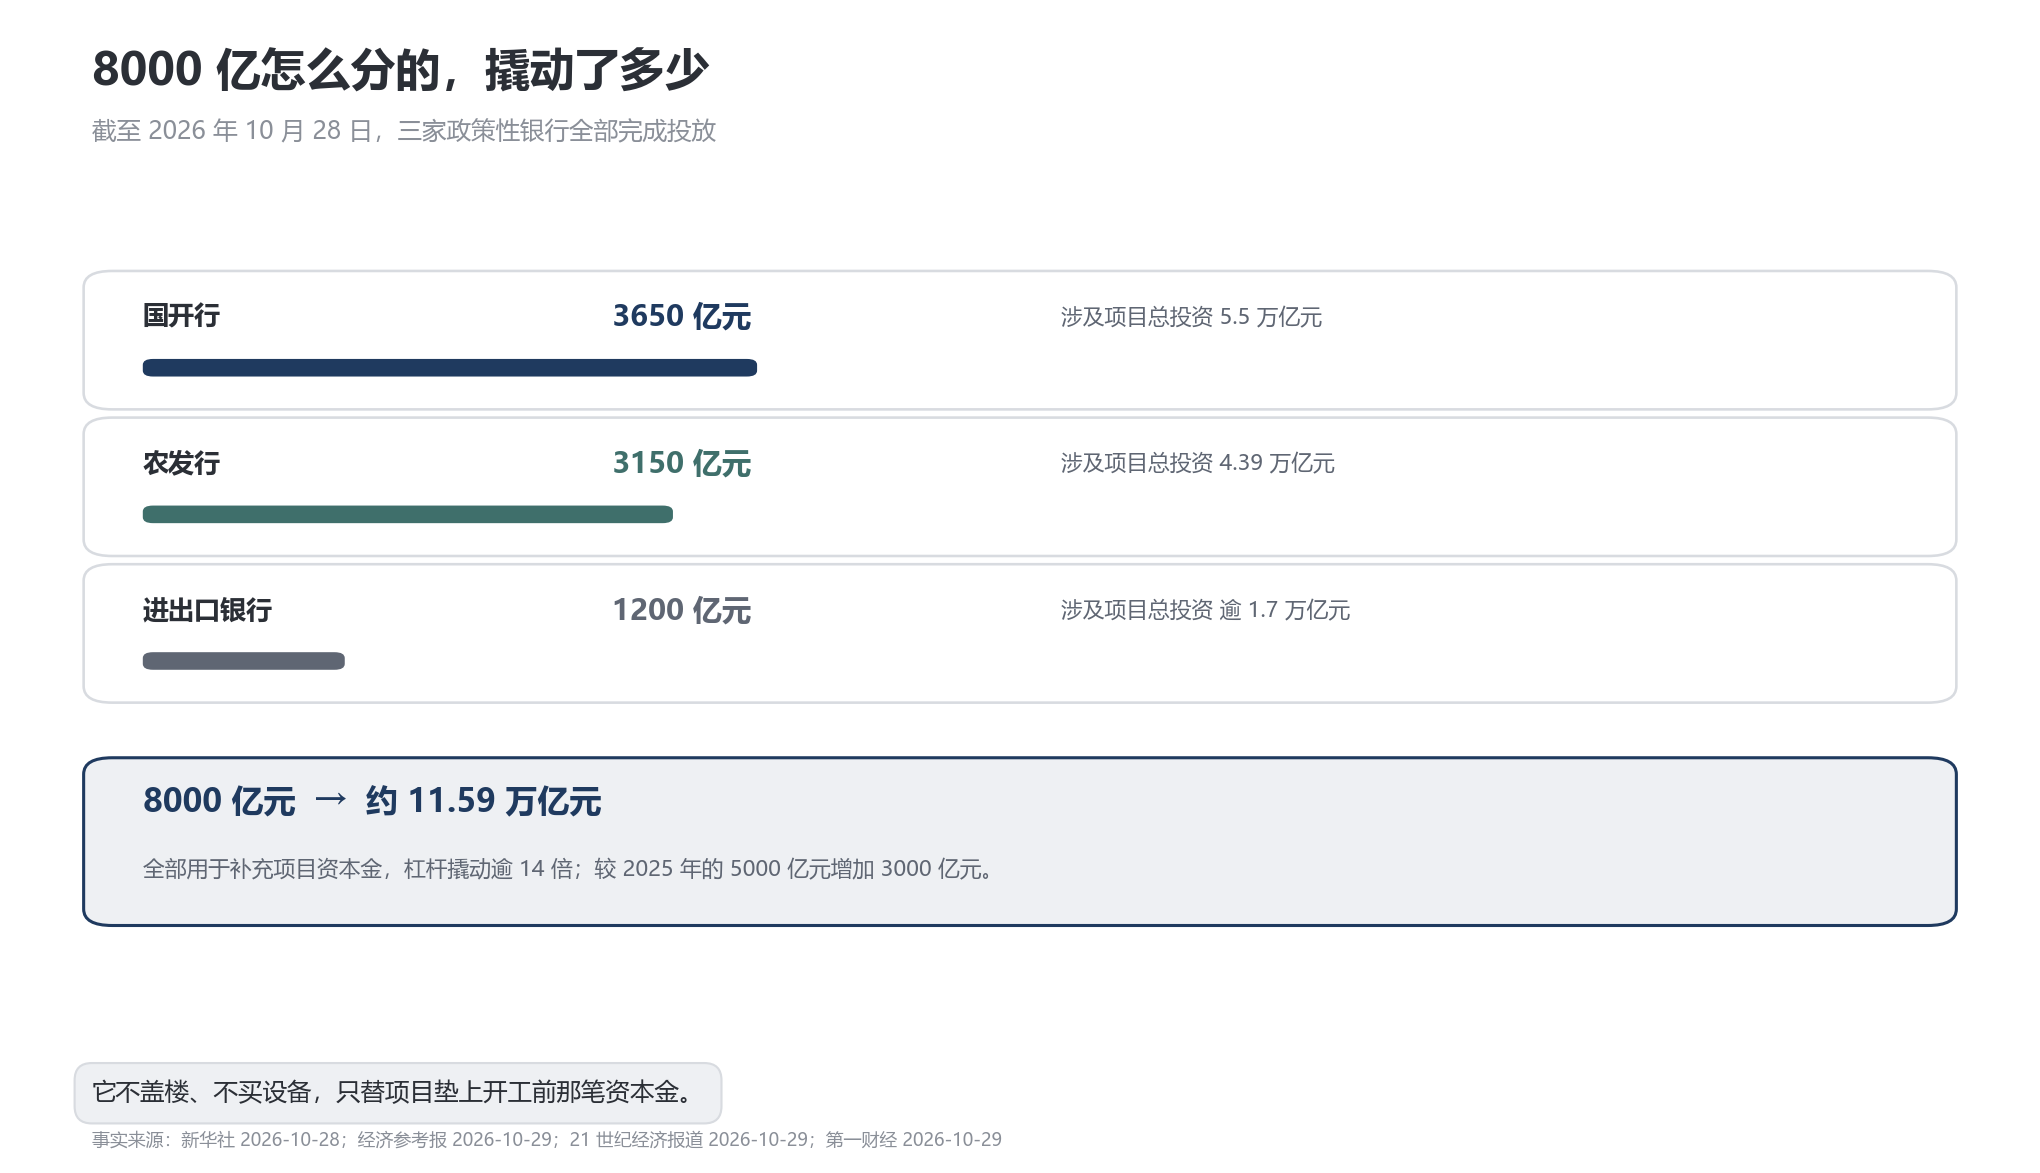 8000 亿怎么分的，撬动了多少
截至 2026 年 10 月 28 日，三家政策性银行全部完成投放
国开行 3650 亿元 涉及项目总投资 5.5 万亿元
农发行 3150 亿元 涉及项目总投资 4.39 万亿元
进出口银行 1200 亿元 涉及项目总投资 逾 1.7 万亿元
8000 亿元 → 约 11.59 万亿元
全部用于补充项目资本金，杠杆撬动逾 14 倍；较 2025 年的 5000 亿元增加 3000 亿元。
它不盖楼、不买设备，只替项目垫上开工前那笔资本金。
事实来源：新华社 2026-10-28；经济参考报 2026-10-29；21 世纪经济报道 2026-10-29；第一财经 2026-10-29